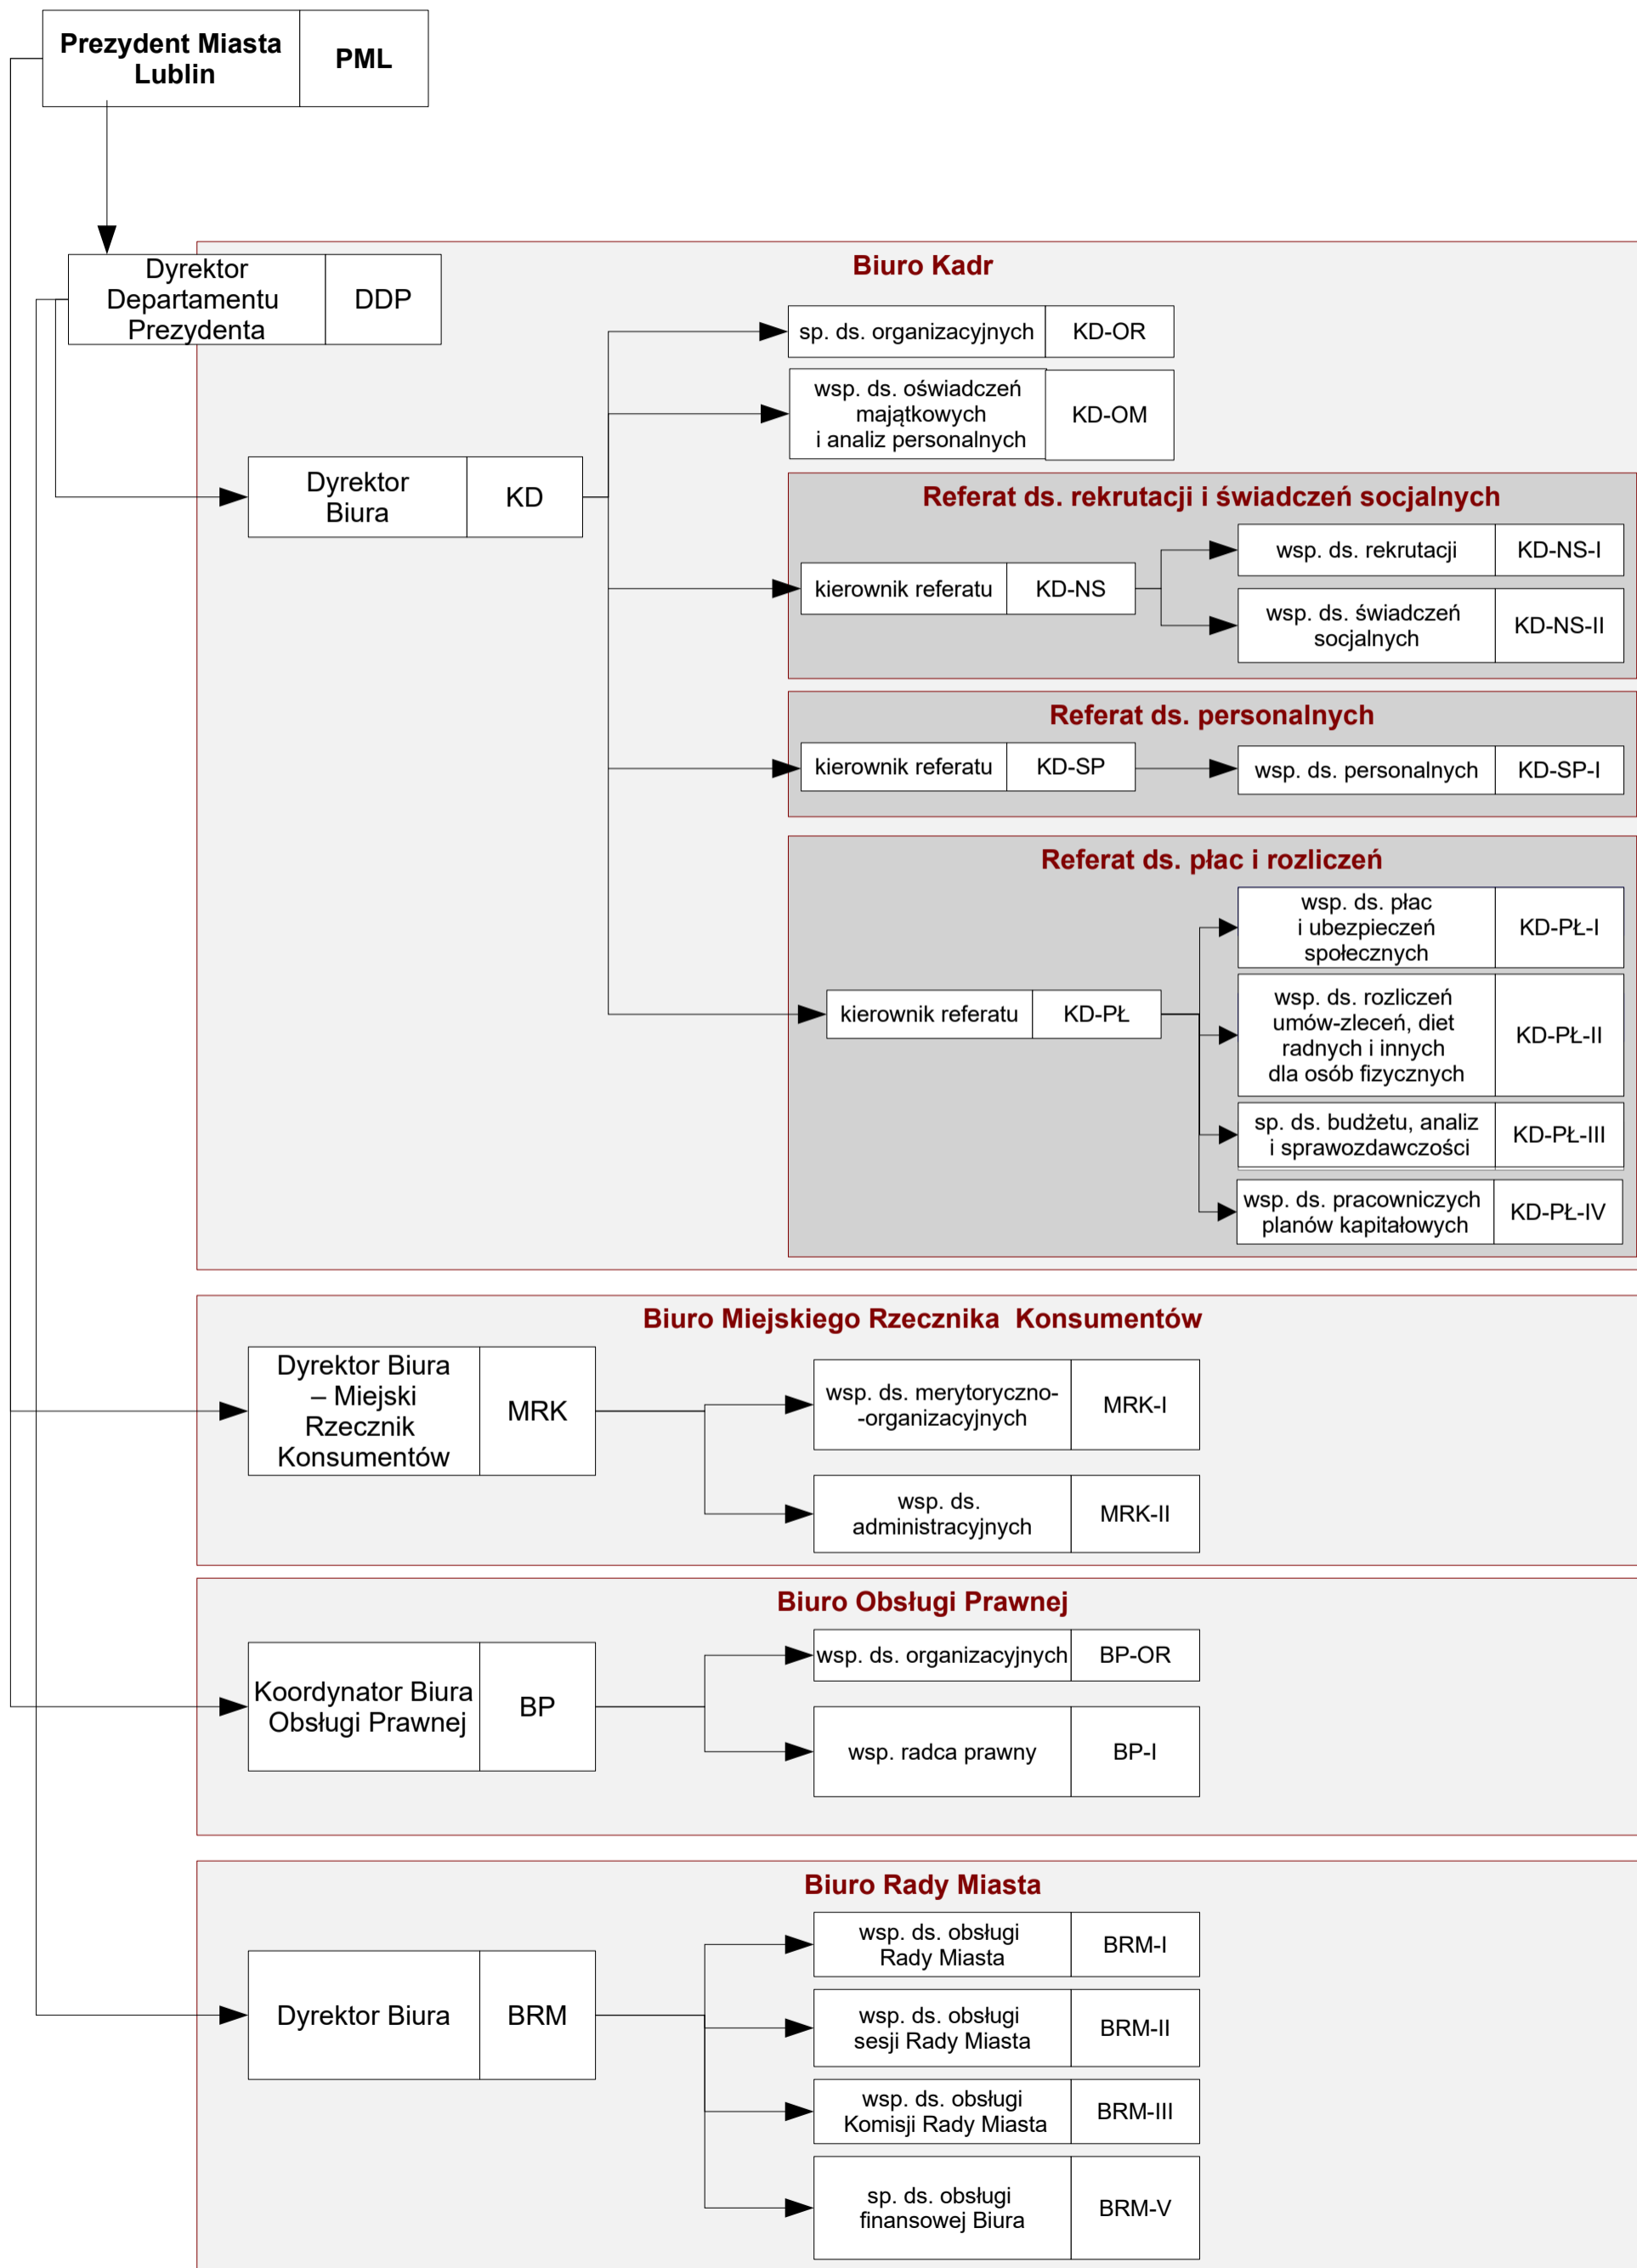 Prezydent Miasta
Lublin
PML
Dyrektor
Departamentu
Prezydenta
DDP
Biuro Kadr
sp. ds. organizacyjnych
KD-OR
wsp. ds. oświadczeń
majątkowych
i analiz personalnych
KD-OM
Dyrektor
Biura
KD
Referat ds. rekrutacji i świadczeń socjalnych
kierownik referatu
KD-NS
wsp. ds. rekrutacji
KD-NS-I
wsp. ds. świadczeń
socjalnych
KD-NS-II
Referat ds. personalnych
kierownik referatu
KD-SP
wsp. ds. personalnych
KD-SP-I
Referat ds. płac i rozliczeń
kierownik referatu
KD-PŁ
wsp. ds. płac
i ubezpieczeń
społecznych
KD-PŁ-I
wsp. ds. rozliczeń
umów-zleceń, diet
radnych i innych
dla osób fizycznych
KD-PŁ-II
sp. ds. budżetu, analiz
i sprawozdawczości
KD-PŁ-III
wsp. ds. pracowniczych
planów kapitałowych
KD-PŁ-IV
Biuro Miejskiego Rzecznika  Konsumentów
Dyrektor Biura
– Miejski
Rzecznik
Konsumentów
MRK
wsp. ds. merytoryczno-
-organizacyjnych
MRK-I
wsp. ds.
administracyjnych
MRK-II
Biuro Obsługi Prawnej
Koordynator Biura
Obsługi Prawnej
BP
wsp. ds. organizacyjnych
BP-OR
wsp. radca prawny
BP-I
Biuro Rady Miasta
Dyrektor Biura
BRM
wsp. ds. obsługi
Rady Miasta
BRM-I
wsp. ds. obsługi
sesji Rady Miasta
BRM-II
wsp. ds. obsługi
Komisji Rady Miasta
BRM-III
sp. ds. obsługi
finansowej Biura
BRM-V